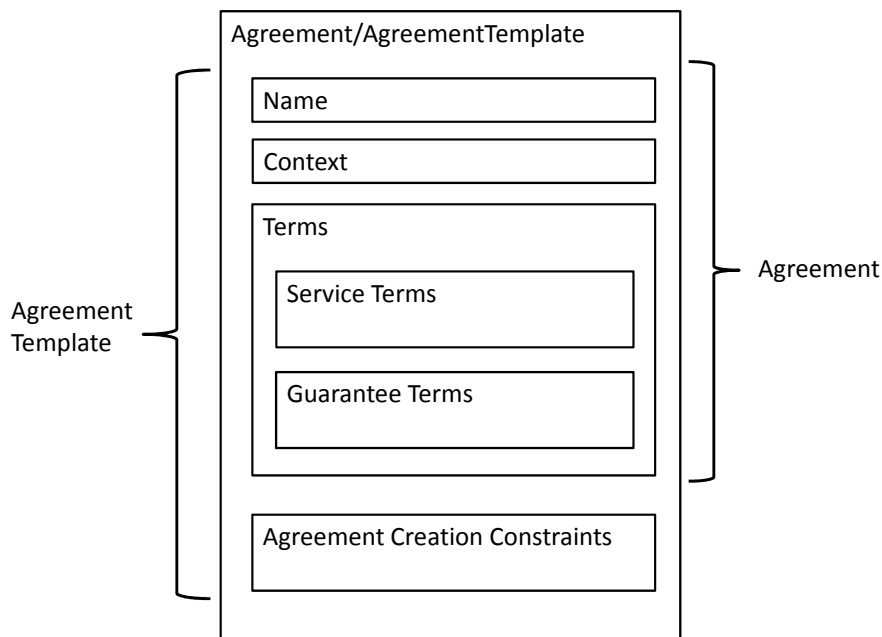 Agreement/AgreementTemplate
Name
Context
Terms
Service Terms
Guarantee Terms
Agreement Creation Constraints
Agreement
Template
Agreement